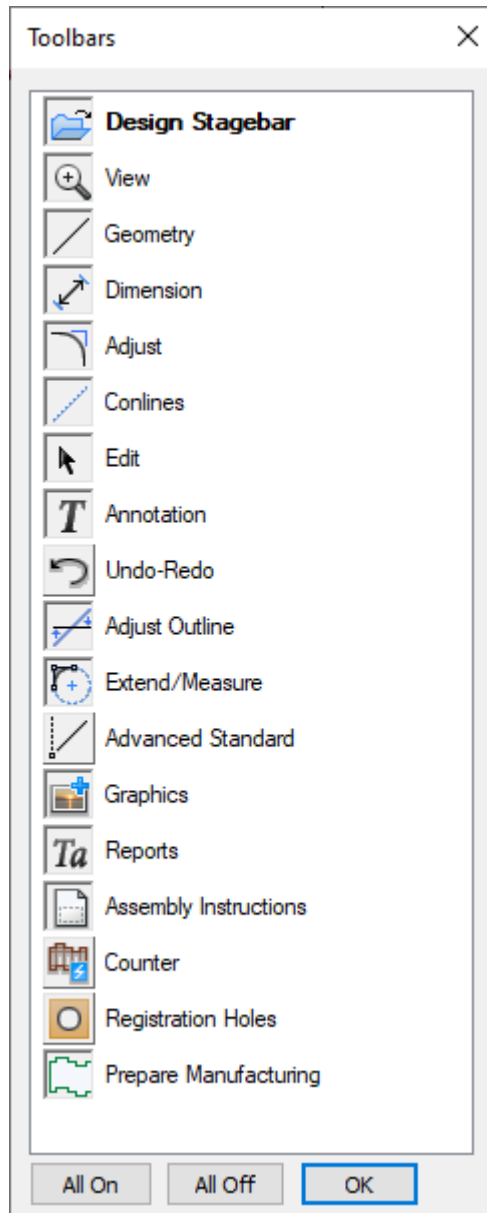 Toolbars
Design Stagebar
View
Geometry
Dimension
Adjust
Conlines
Edit
T Annotation
Undo-Redo
Adjust Outline
Extend/Measure
Advanced Standard
Graphics
Ta Reports
Assembly Instructions
Counter
Registration Holes
Prepare Manufacturing
All On All Off OK